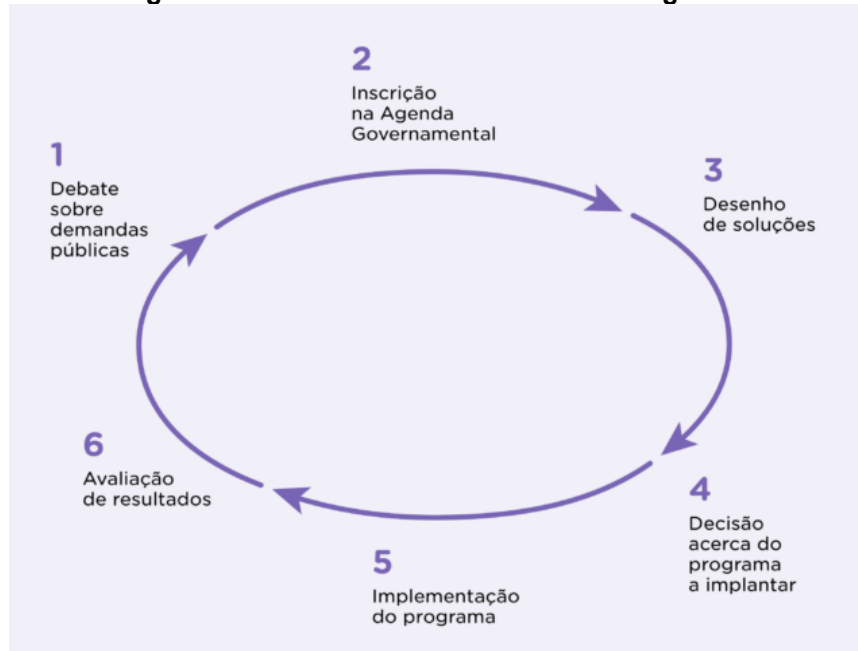 1
Debate
sobre
demandas
públicas
2
Inscrição
na Agenda
Governamental
3
Desenho
de soluções
4
Decisão
acerca do
programa
a implantar
5
Implementação
do programa
6
Avaliação
de resultados